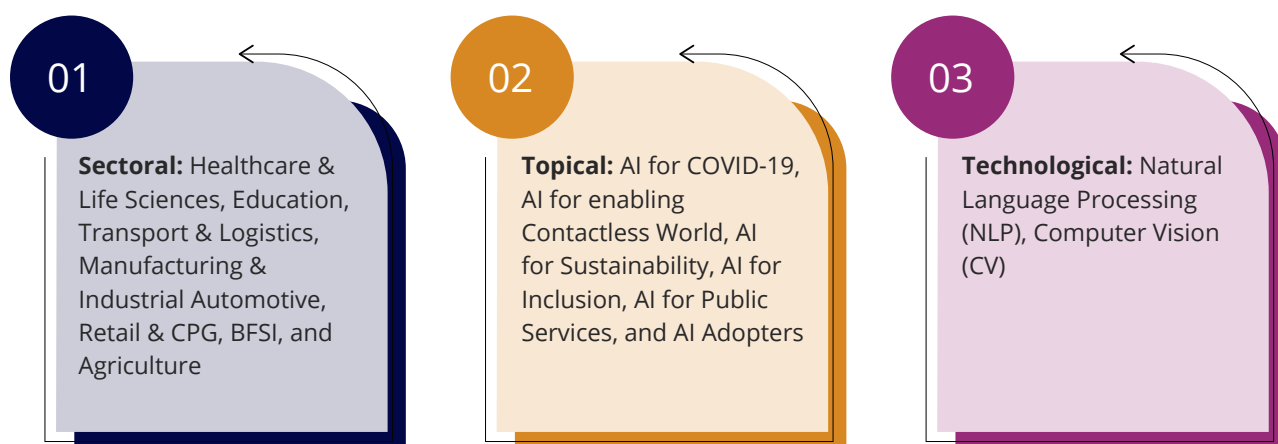 01
Sectoral: Healthcare &
Life Sciences, Education,
Transport & Logistics,
Manufacturing &
Industrial Automotive,
Retail & CPG, BFSI, and
Agriculture
02
Topical: AI for COVID-19,
AI for enabling
Contactless World, AI
for Sustainability, AI for
Inclusion, AI for Public
Services, and AI Adopters
03
Technological: Natural
Language Processing
(NLP), Computer Vision
(CV)